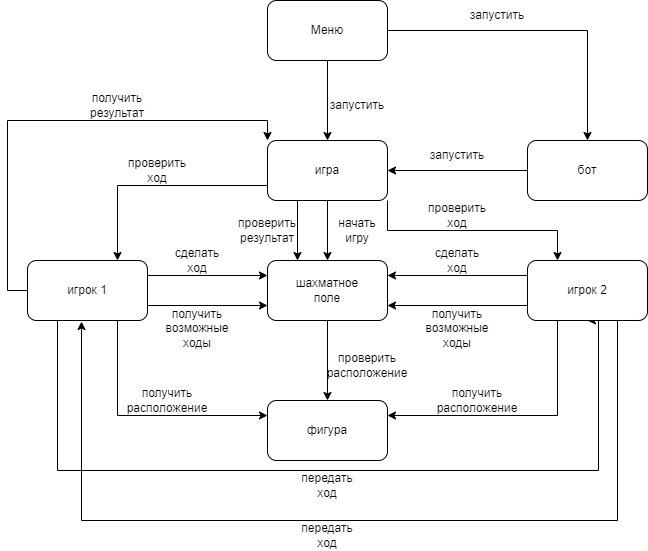 запустить
Меню
получить
результат
запустить
проверить
ход
игра
запустить
бот
проверить
результат
начать
игру
проверить
ход
сделать
ход
сделать
ход
игрок 1
шахматное
поле
игрок 2
получить
возможные
ходы
получить
возможные
ходы
проверить
расположение
получить
расположение
получить
расположение
фигура
передать
ход
передать
ход